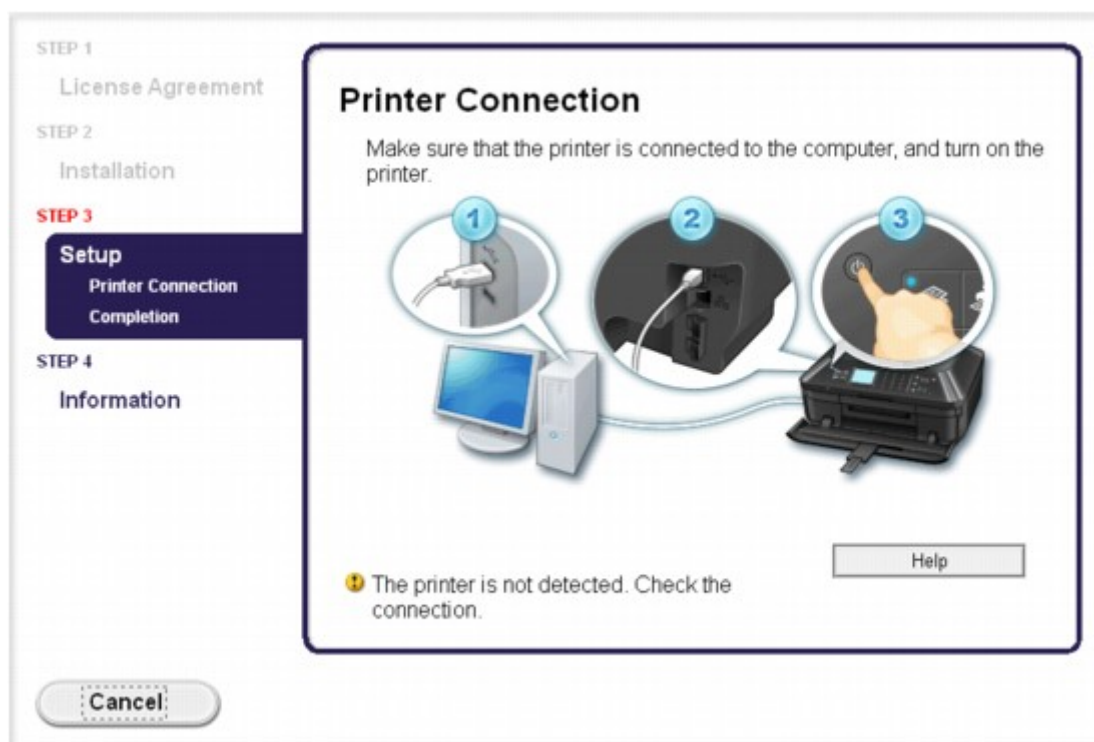 STEP 1
License Agreement
STEP 2
Installation
STEP 3
Setup
Printer Connection
Completion
STEP 4
Information
Printer Connection
Make sure that the printer is connected to the computer, and turn on the
printer.
1
2
3
The printer is not detected. Check the
connection.
Help
Cancel